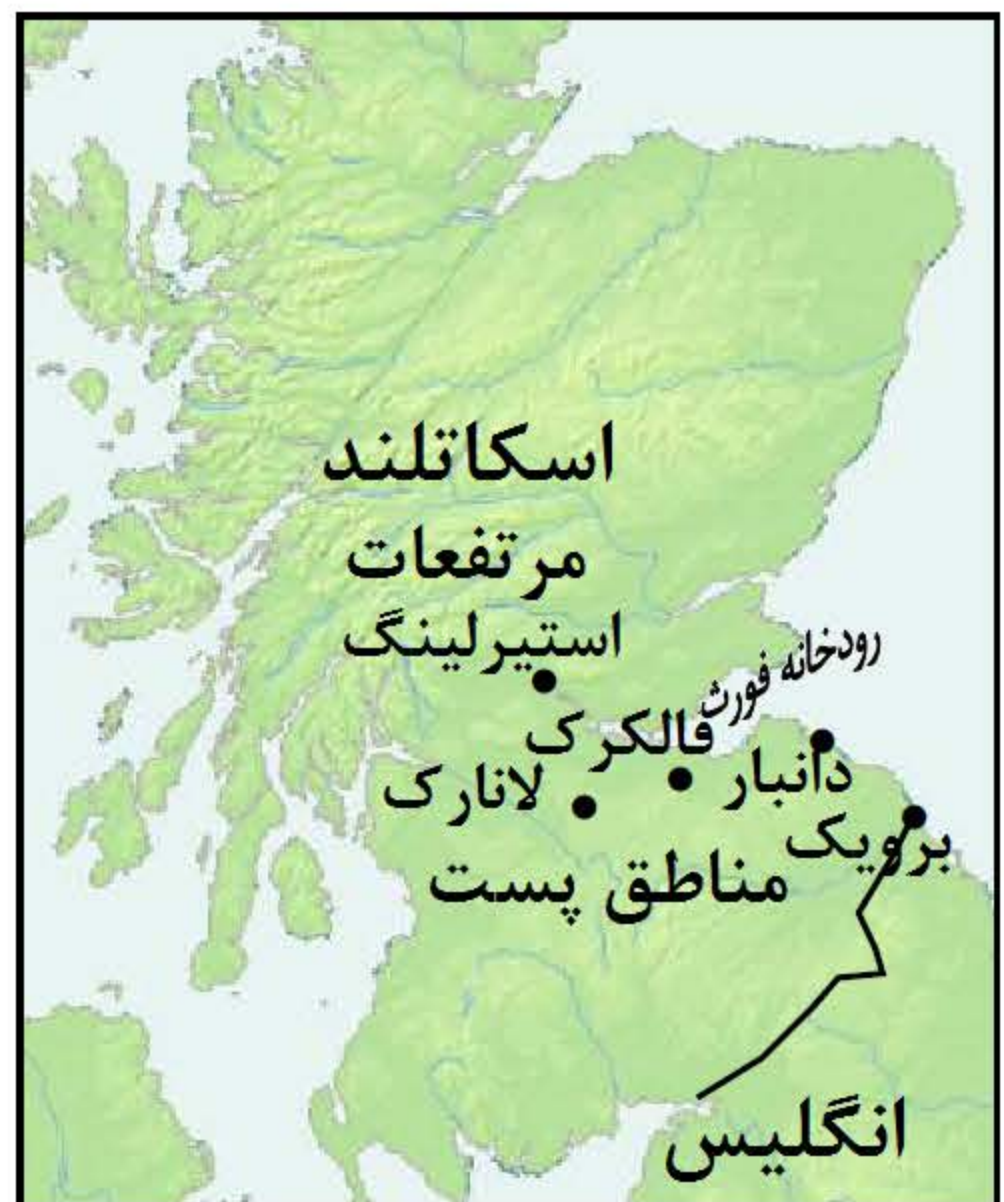 اسکاتلند
مرتفعات
استیرلینگ
رودخانه فورث
فالکرک
دانبار
لانارک
برویک
مناطق پست
انگلیس